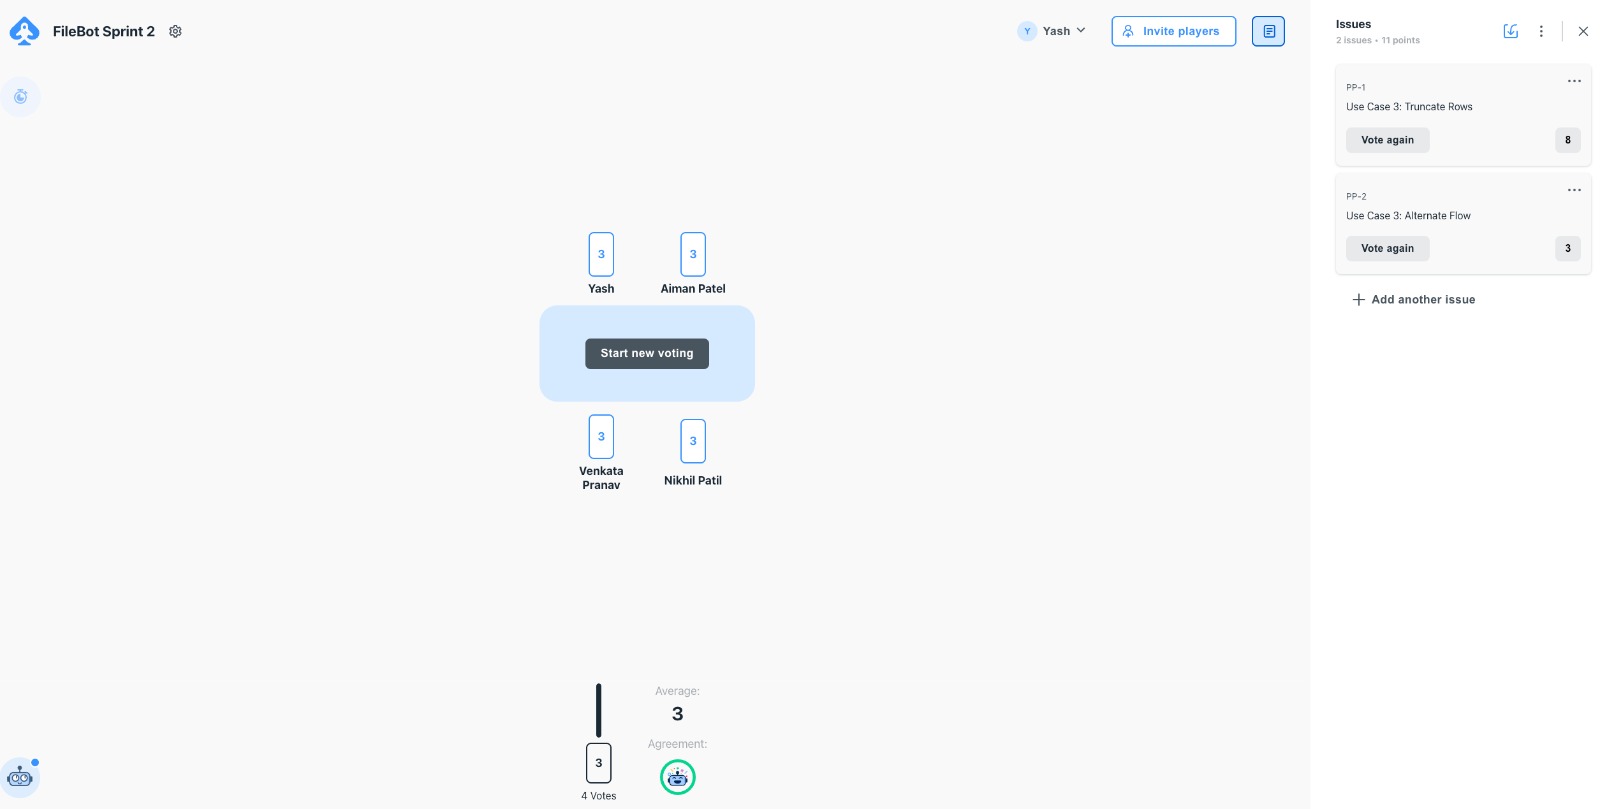 FileBot Sprint 2
Y
Yash
Invite players
Issues
2 issues • 11 points
PP-1
Use Case 3: Truncate Rows
Vote again
8
PP-2
Use Case 3: Alternate Flow
Vote again
3
Add another issue
3
3
Yash
Aiman Patel
Start new voting
3
3
Venkata
Pranav
Nikhil Patil
Average:
3
Agreement:
3
4 Votes